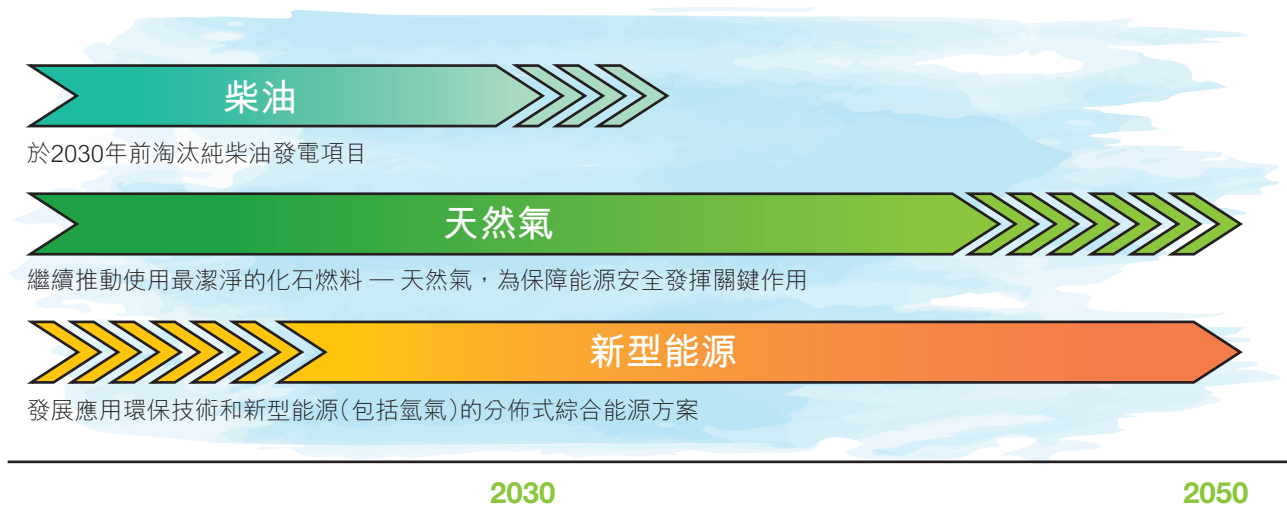 柴油
於2030年前淘汰純柴油發電項目
天然氣
繼續推動使用最潔淨的化石燃料 — 天然氣，為保障能源安全發揮關鍵作用
新型能源
發展應用環保技術和新型能源(包括氫氣)的分佈式綜合能源方案
2030
2050